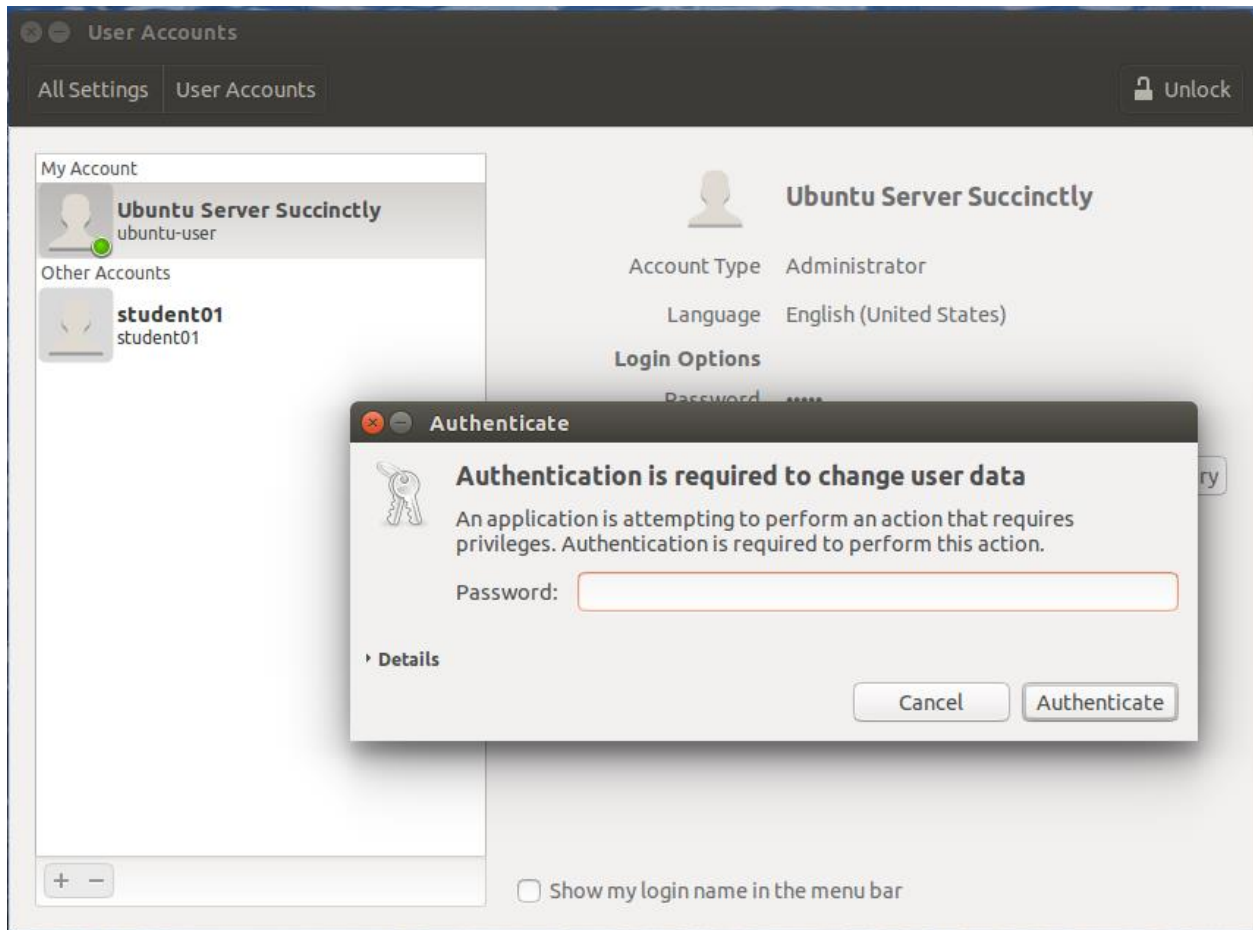 User Accounts
All Settings User Accounts
Unlock
My Account
Ubuntu Server Succinctly
ubuntu-user
Other Accounts
student01
student01
Ubuntu Server Succinctly
Account Type Administrator
Language English (United States)
Login Options
Password •••••
ry
Authenticate
Authentication is required to change user data
An application is attempting to perform an action that requires
privileges. Authentication is required to perform this action.
Password:
Details
Cancel Authenticate
+ −
Show my login name in the menu bar